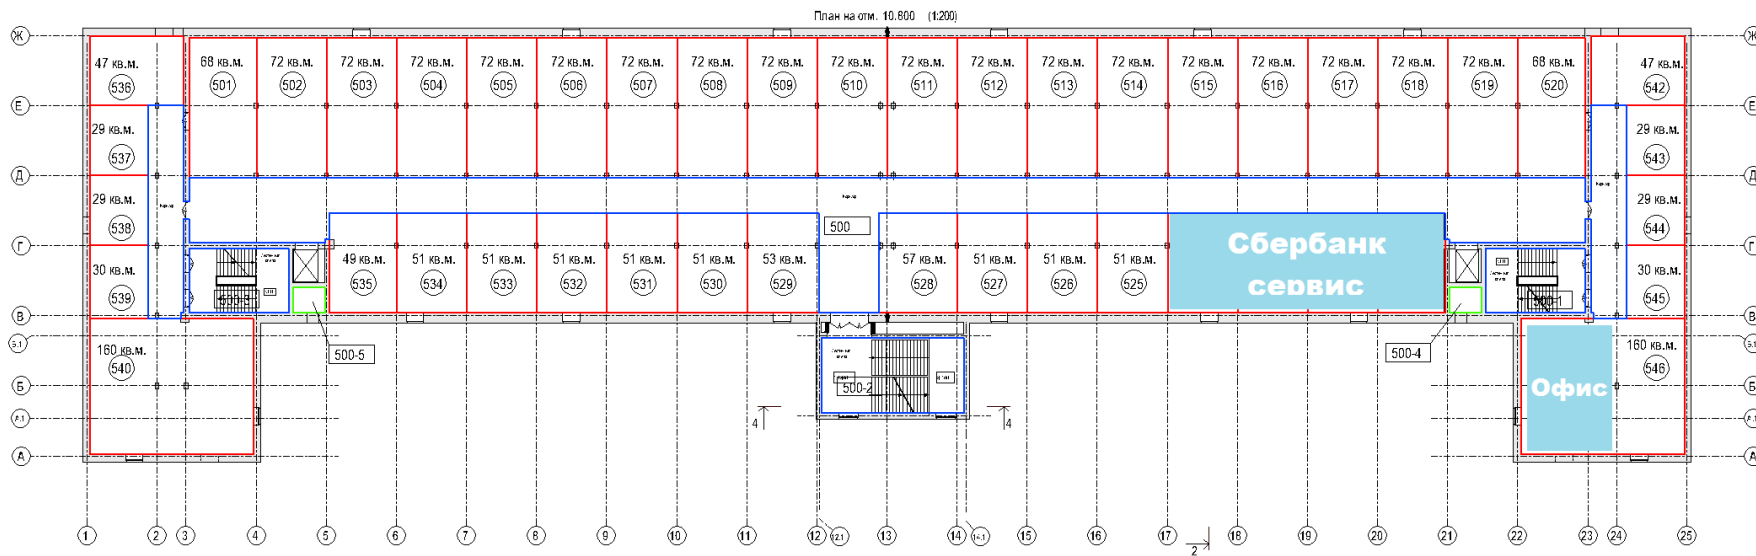 План на отм. 10.800 (1:200)
Ж Ж
47 кв.м. 68 кв.м. 72 кв.м. 72 кв.м. 72 кв.м. 72 кв.м. 72 кв.м. 72 кв.м. 72 кв.м. 72 кв.м. 72 кв.м. 72 кв.м. 72 кв.м. 72 кв.м. 72 кв.м. 72 кв.м. 72 кв.м. 72 кв.м. 72 кв.м. 72 кв.м. 68 кв.м. 47 кв.м.
536 501 502 503 504 505 506 507 508 509 510 511 512 513 514 515 516 517 518 519 520 542
Е Е
29 кв.м. 29 кв.м.
537 543
Д Д
29 кв.м. 29 кв.м.
538 500 544
Г Г
Сбербанк
сервис
49 кв.м. 51 кв.м. 51 кв.м. 51 кв.м. 51 кв.м. 51 кв.м. 53 кв.м. 57 кв.м. 51 кв.м. 51 кв.м. 51 кв.м.
30 кв.м. 30 кв.м.
535 534 533 532 531 530 529 528 527 526 525
539 500-3 500-1 545
В В
160 кв.м. 500-5 500-4 160 кв.м.
540 546
Б 500-2 Офис Б
4 4
А А
1 2 3 4 5 6 7 8 9 10 11 12 12.1 13 14 14.1 15 16 17 18 19 20 21 22 23 24 25
2